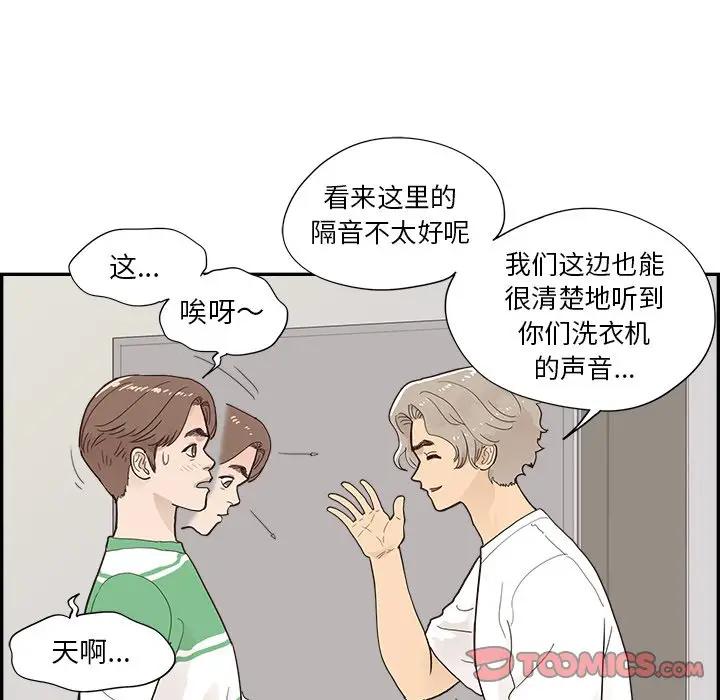 看来这里的
隔音不太好呢
我们这边也能
很清楚地听到
你们洗衣机
的声音...
这...
唉呀～
天啊...
TOOMICS.COM